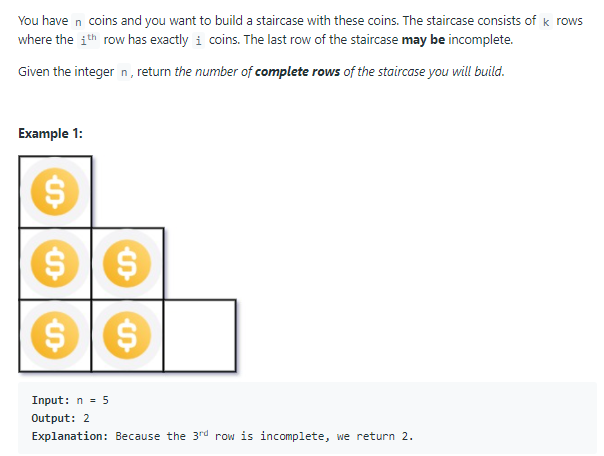 You have n coins and you want to build a staircase with these coins. The staircase consists of k rows
where the ith row has exactly i coins. The last row of the staircase may be incomplete.
Given the integer n, return the number of complete rows of the staircase you will build.
Example 1:
$
$ $
$ $
Input: n = 5
Output: 2
Explanation: Because the 3rd row is incomplete, we return 2.